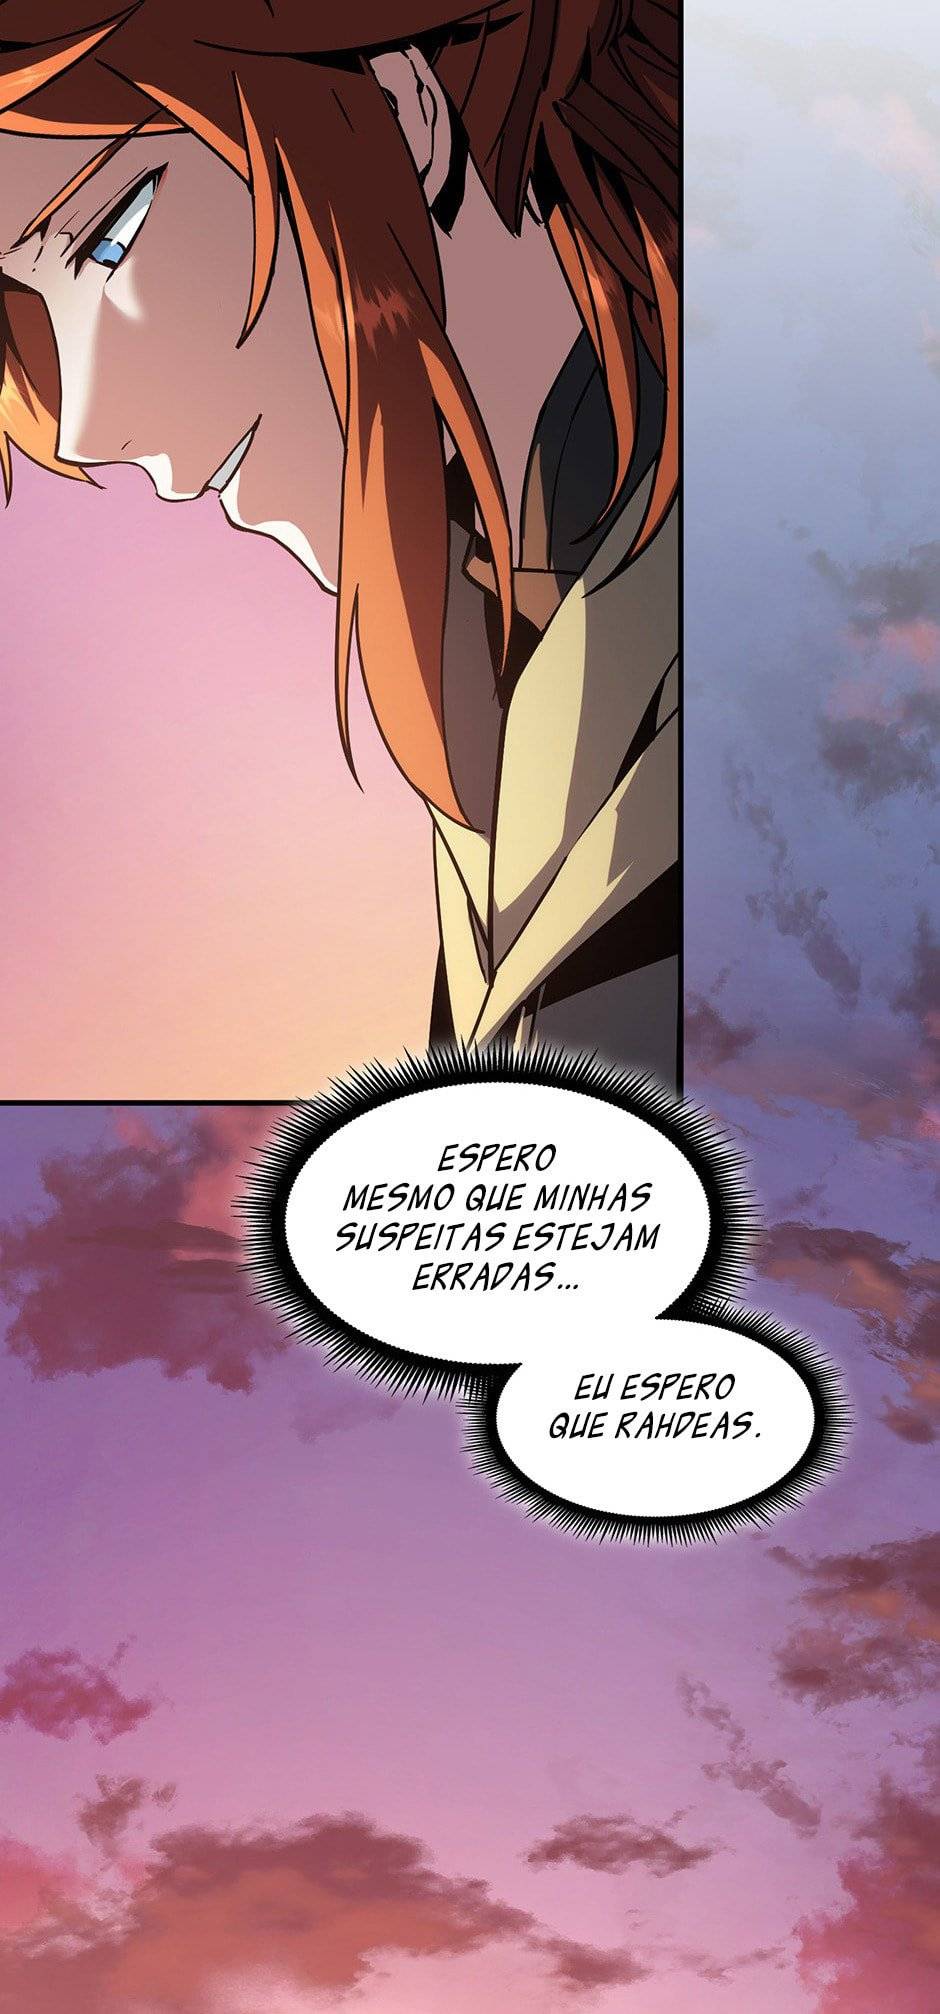 ESPERO
MESMO QUE MINHAS
SUSPEITAS ESTEJAM
ERRADAS...
EU ESPERO
QUE RAHDEAS.